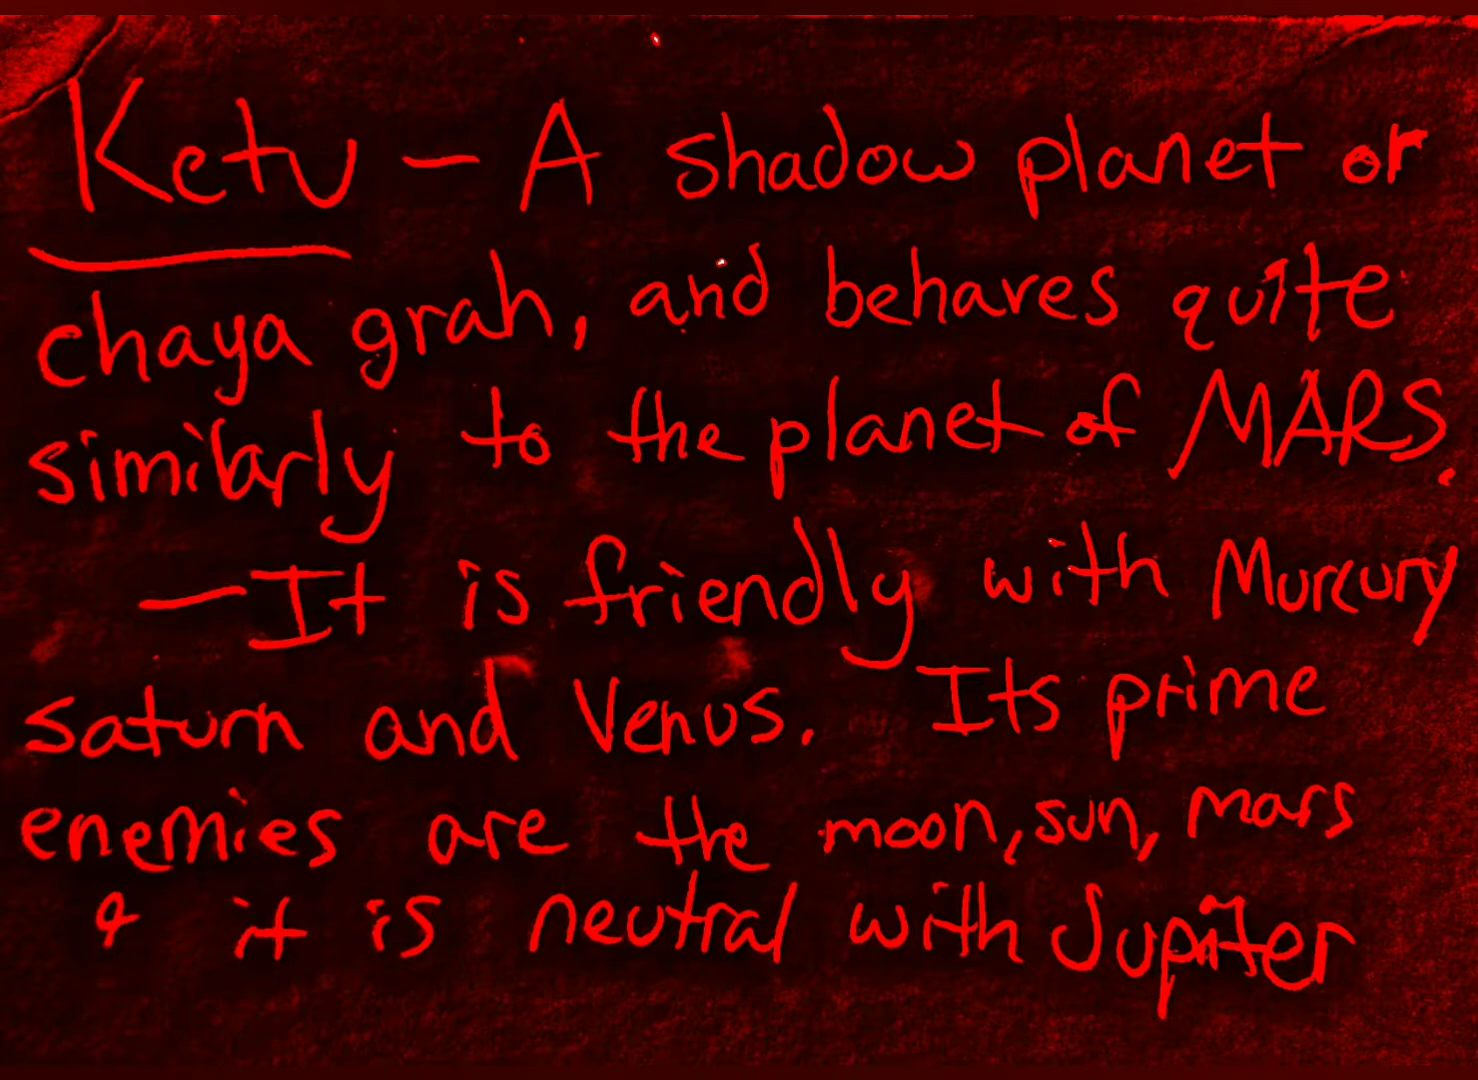 Ketu - A shadow planet or
chaya grah, and behaves quite
similarly to the planet of MARS.
- It is friendly with Murcury
saturn and Venus. Its prime
enemies are the moon, sun, mars
& it is neutral with Jupiter